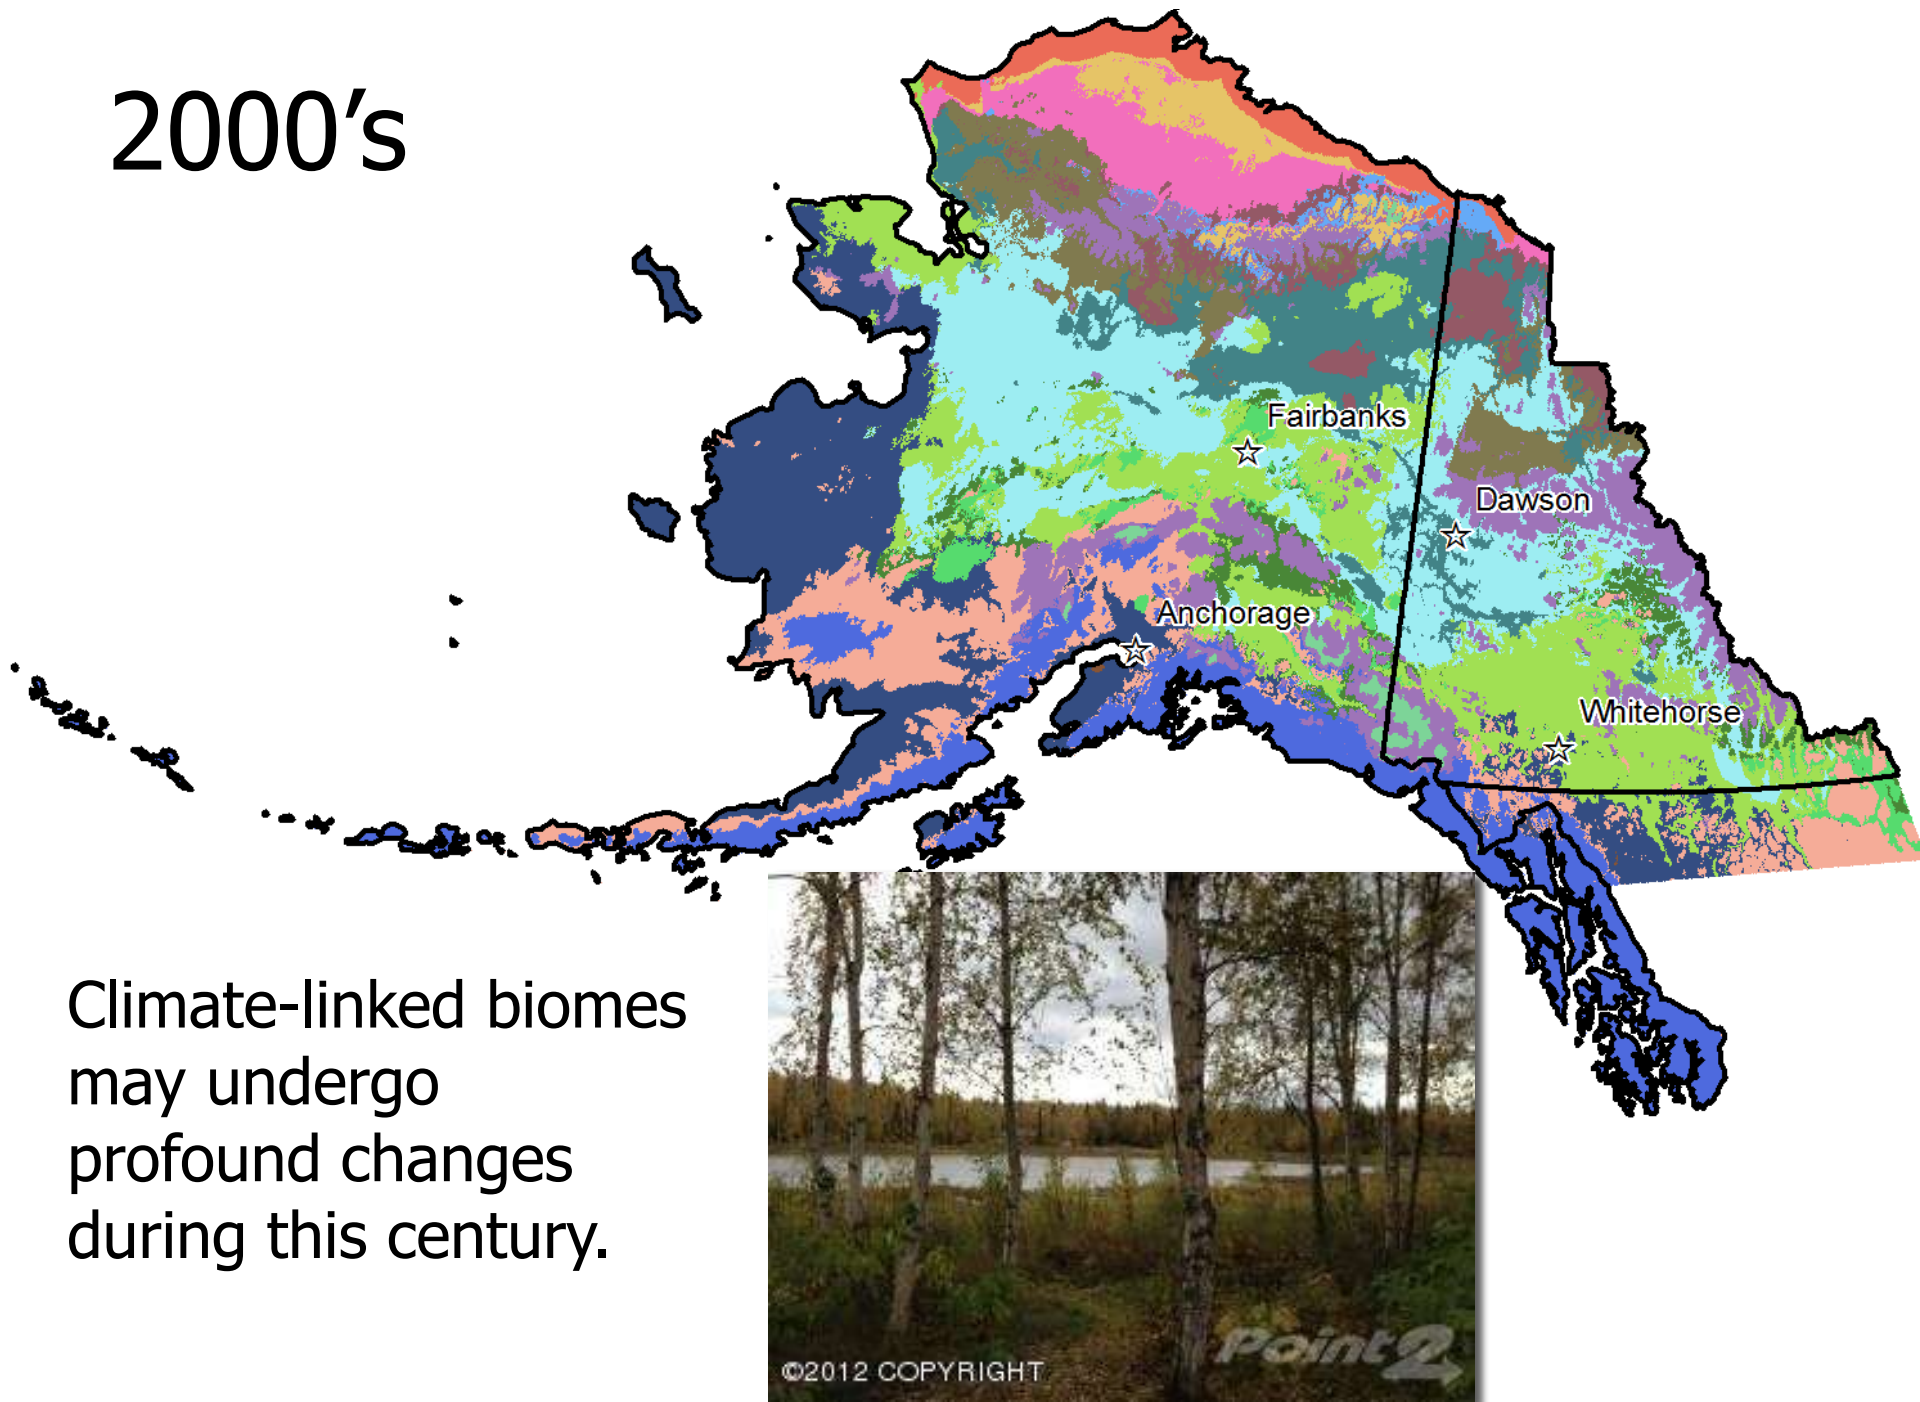 2000’s
Fairbanks
Dawson
Anchorage
Whitehorse
Climate-linked biomes
may undergo
profound changes
during this century.
Point2
©2012 COPYRIGHT